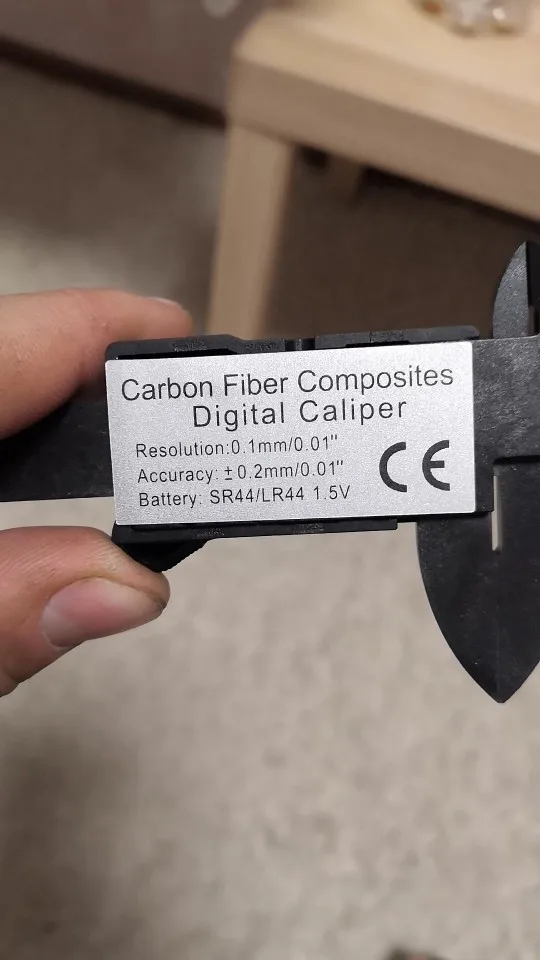 Carbon Fiber Composites
Digital Caliper
Resolution:0.1mm/0.01"
Accuracy: ±0.2mm/0.01"
Battery: SR44/LR44 1.5V
CE